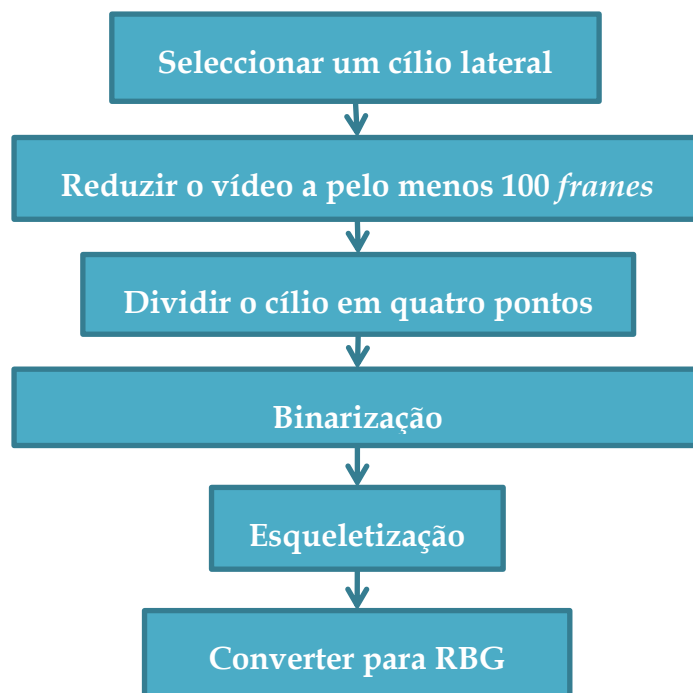 Seleccionar um cílio lateral
Reduzir o vídeo a pelo menos 100 frames
Dividir o cílio em quatro pontos
Binarização
Esqueletização
Converter para RBG